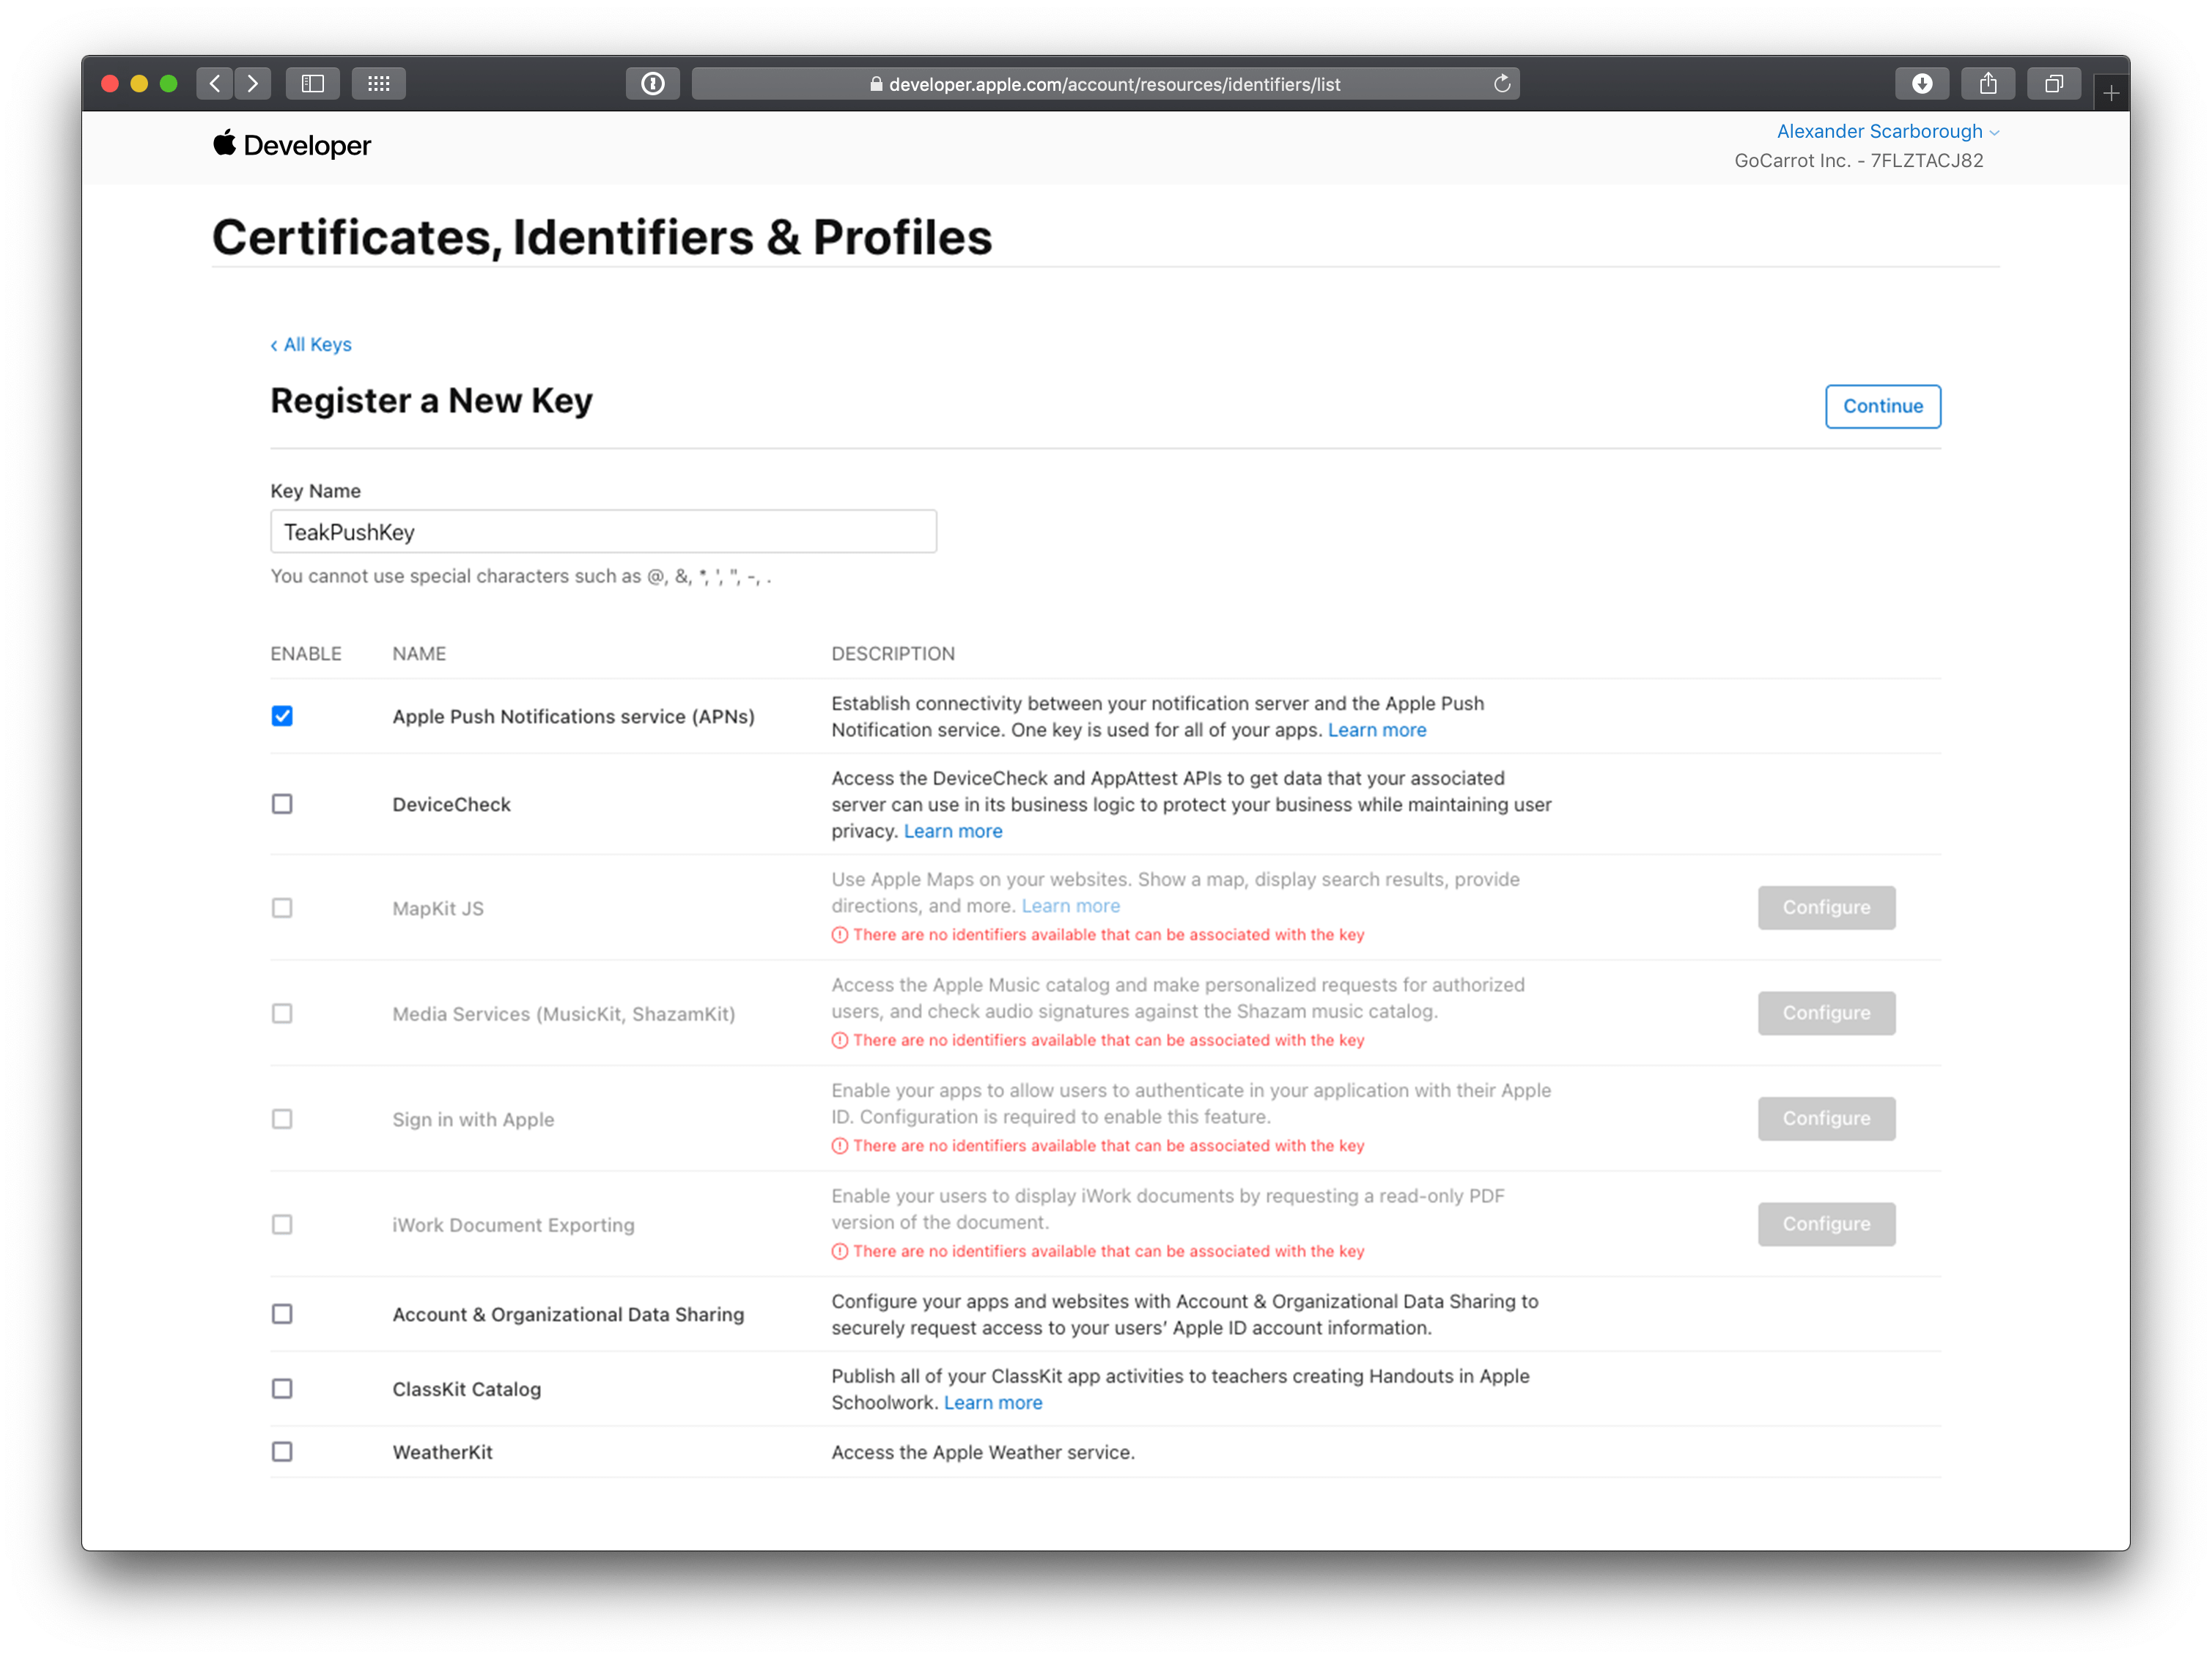 developer.apple.com/account/resources/identifiers/list
Developer
Alexander Scarborough
GoCarrot Inc. - 7FLZTACJ82
Certificates, Identifiers & Profiles
‹ All Keys
Register a New Key
Continue
Key Name
TeakPushKey
You cannot use special characters such as @, &, *, ', ", -, .
ENABLE NAME DESCRIPTION
Apple Push Notifications service (APNs)
Establish connectivity between your notification server and the Apple Push
Notification service. One key is used for all of your apps. Learn more
DeviceCheck
Access the DeviceCheck and AppAttest APIs to get data that your associated
server can use in its business logic to protect your business while maintaining user
privacy. Learn more
MapKit JS
Use Apple Maps on your websites. Show a map, display search results, provide
directions, and more. Learn more
There are no identifiers available that can be associated with the key
Configure
Media Services (MusicKit, ShazamKit)
Access the Apple Music catalog and make personalized requests for authorized
users, and check audio signatures against the Shazam music catalog.
There are no identifiers available that can be associated with the key
Configure
Sign in with Apple
Enable your apps to allow users to authenticate in your application with their Apple
ID. Configuration is required to enable this feature.
There are no identifiers available that can be associated with the key
Configure
iWork Document Exporting
Enable your users to display iWork documents by requesting a read-only PDF
version of the document.
There are no identifiers available that can be associated with the key
Configure
Account & Organizational Data Sharing
Configure your apps and websites with Account & Organizational Data Sharing to
securely request access to your users’ Apple ID account information.
ClassKit Catalog
Publish all of your ClassKit app activities to teachers creating Handouts in Apple
Schoolwork. Learn more
WeatherKit
Access the Apple Weather service.